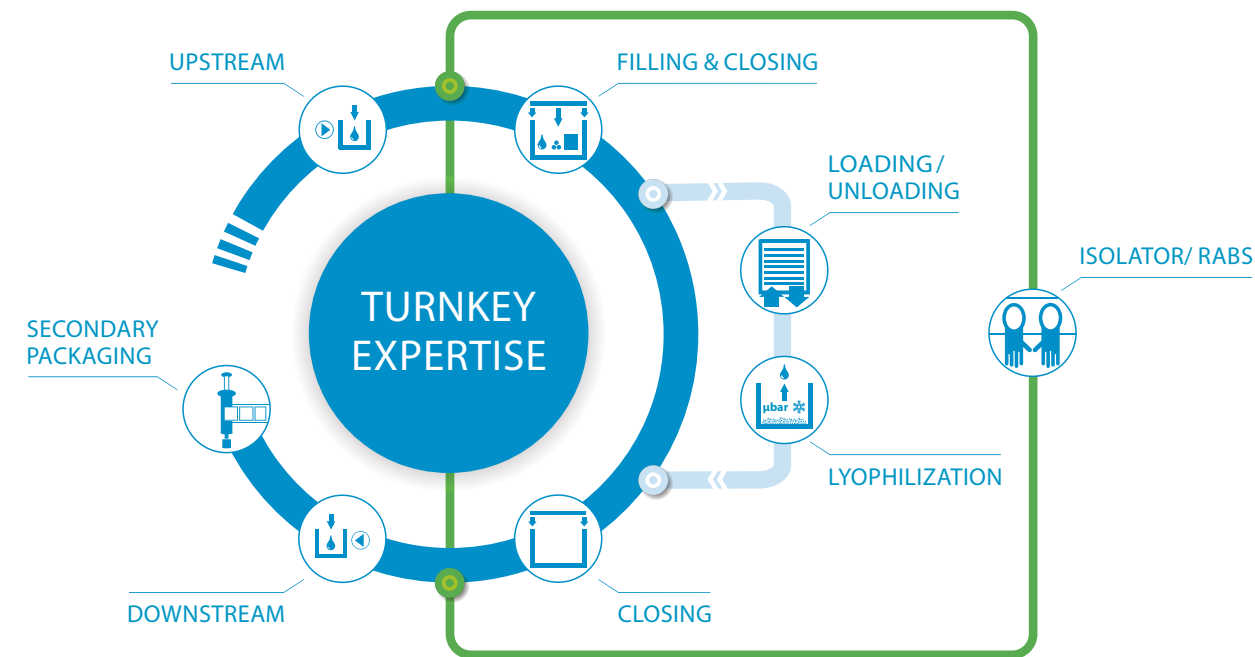 UPSTREAM
FILLING & CLOSING
LOADING /
UNLOADING
ISOLATOR/ RABS
TURNKEY
EXPERTISE
SECONDARY
PACKAGING
µbar
LYOPHILIZATION
DOWNSTREAM
CLOSING